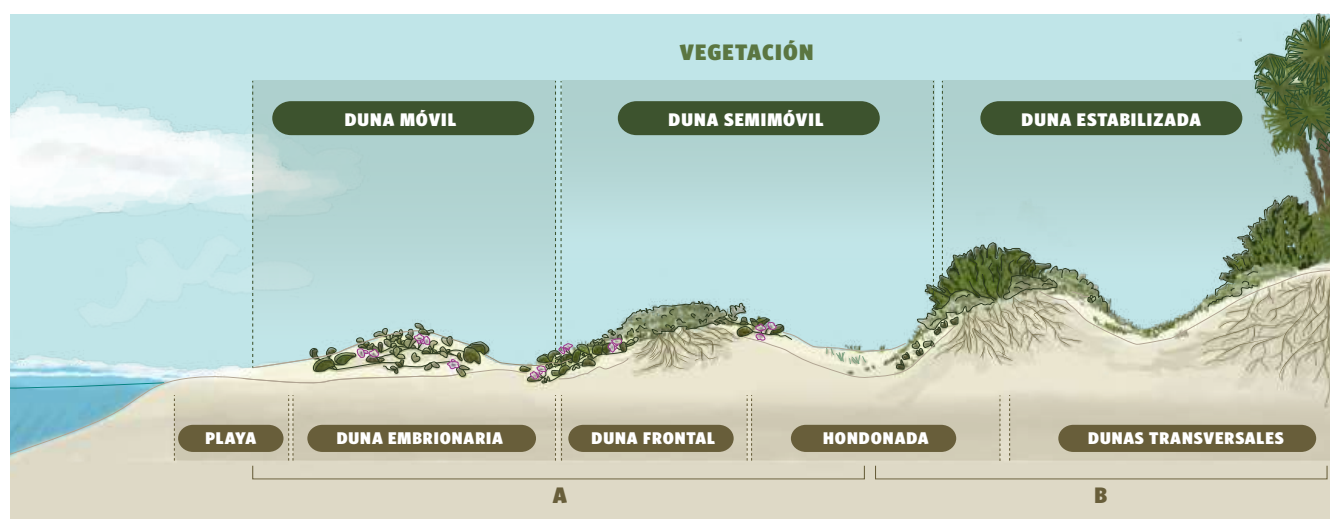 VEGETACIÓN
DUNA MÓVIL
DUNA SEMIMÓVIL
DUNA ESTABILIZADA
PLAYA
DUNA EMBRIONARIA
DUNA FRONTAL
HONDONADA
DUNAS TRANSVERSALES
A
B